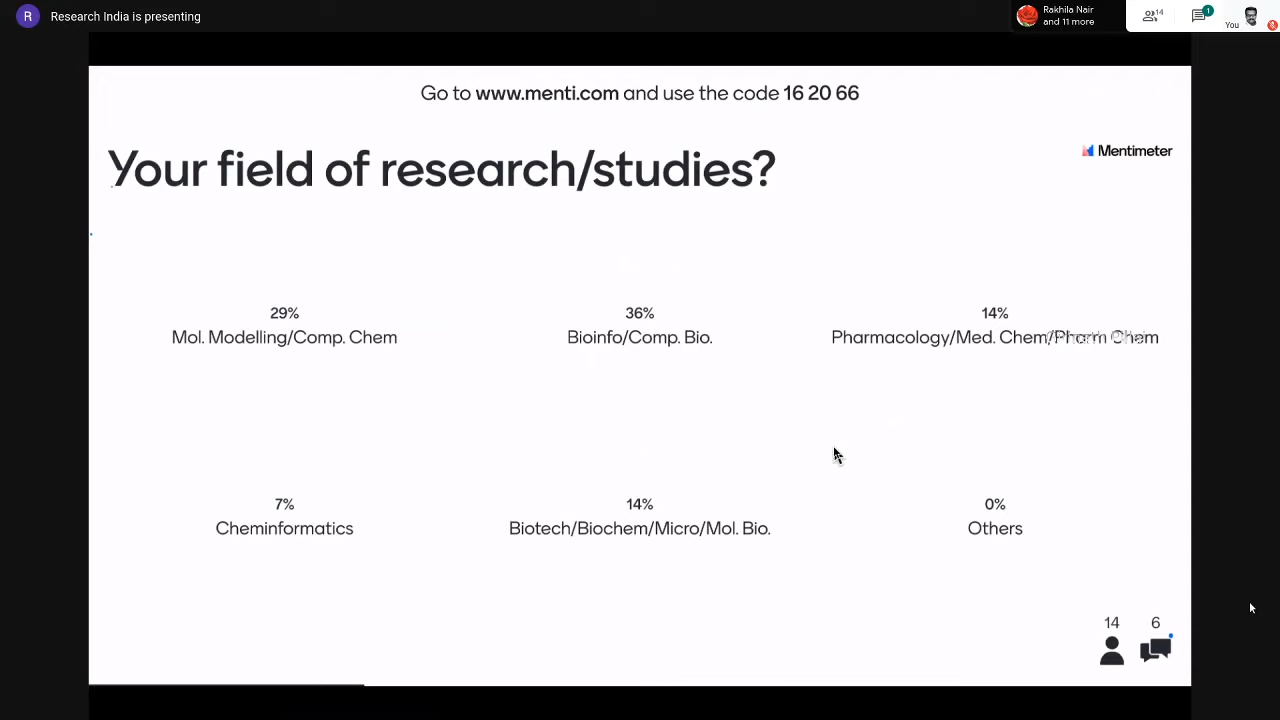 R Research India is presenting
Rakhila Nair
and 11 more
14
1
You
Go to www.menti.com and use the code 16 20 66
Your field of research/studies?
Mentimeter
29%
Mol. Modelling/Comp. Chem
36%
Bioinfo/Comp. Bio.
14%
Pharmacology/Med. Chem/Pharm Chem
7%
Cheminformatics
14%
Biotech/Biochem/Micro/Mol. Bio.
0%
Others
14 6